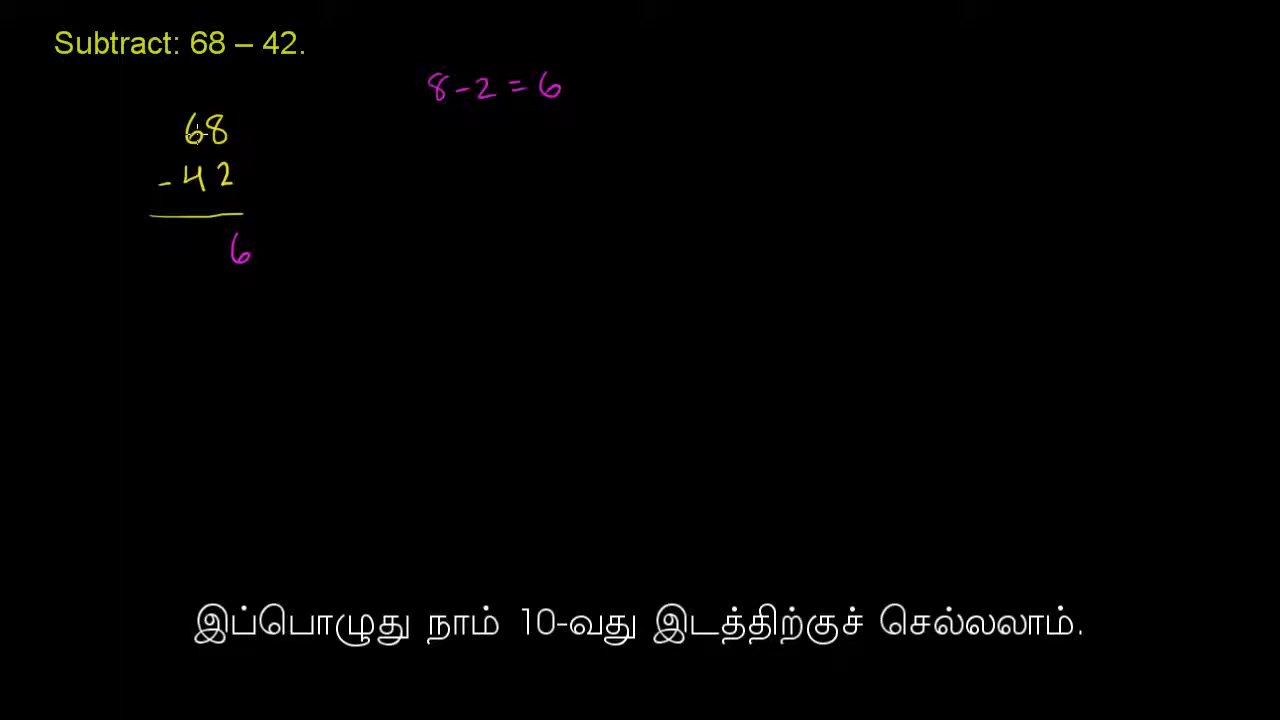 Subtract: 68 – 42.
8-2=6
68
-42
6
இப்பொழுது நாம் 10-வது இடத்திற்குச் செல்லலாம்.